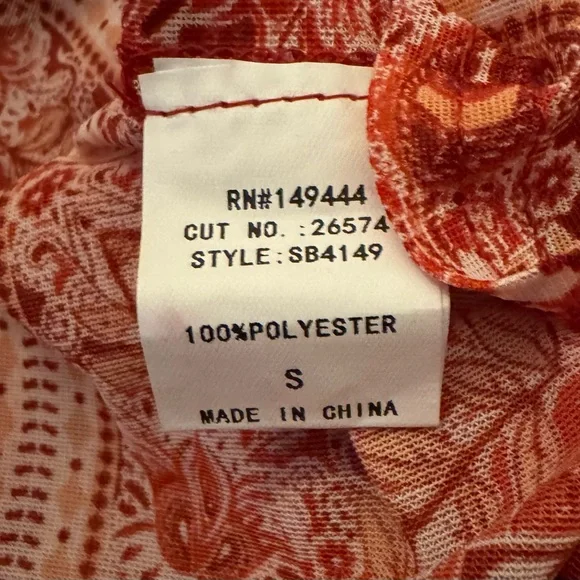 RN#149444
CUT NO. :26574
STYLE:SB4149
100%POLYESTER
S
MADE IN CHINA